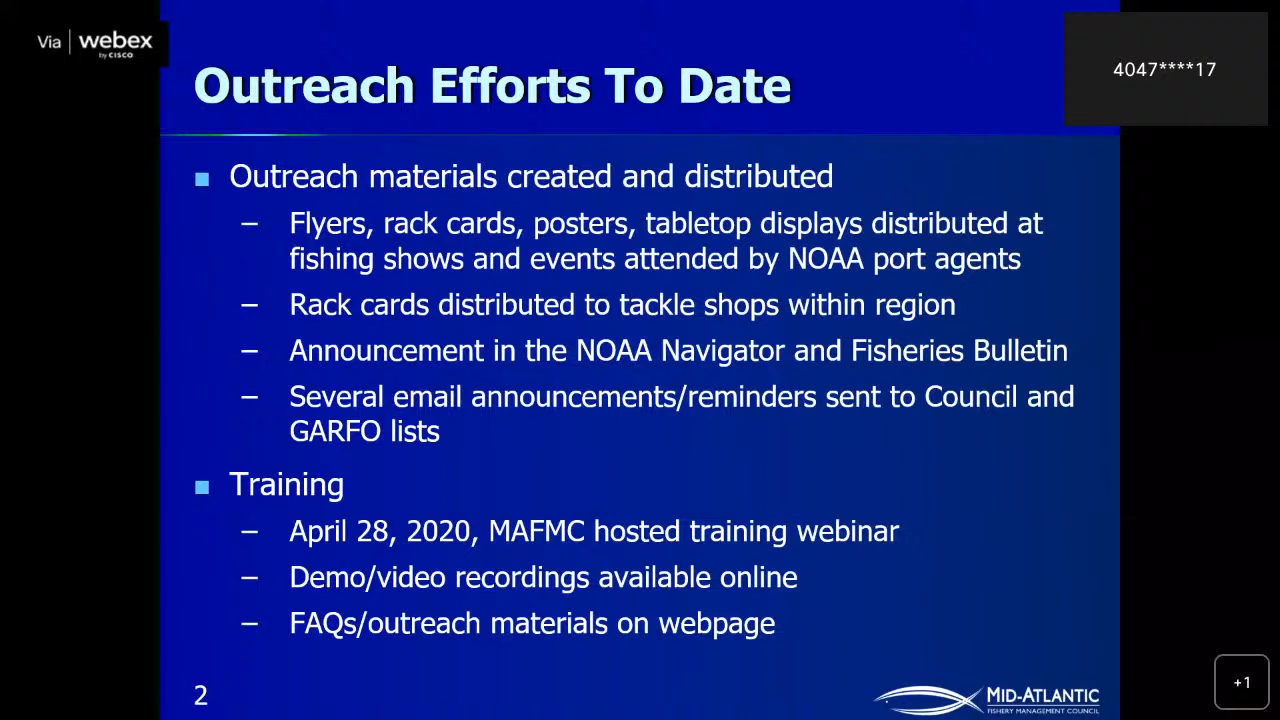 Via webex
by CISCO
4047****17
Outreach Efforts To Date
Outreach materials created and distributed
– Flyers, rack cards, posters, tabletop displays distributed at
fishing shows and events attended by NOAA port agents
– Rack cards distributed to tackle shops within region
– Announcement in the NOAA Navigator and Fisheries Bulletin
– Several email announcements/reminders sent to Council and
GARFO lists
Training
– April 28, 2020, MAFMC hosted training webinar
– Demo/video recordings available online
– FAQs/outreach materials on webpage
2
MID-ATLANTIC
FISHERY MANAGEMENT COUNCIL
+1